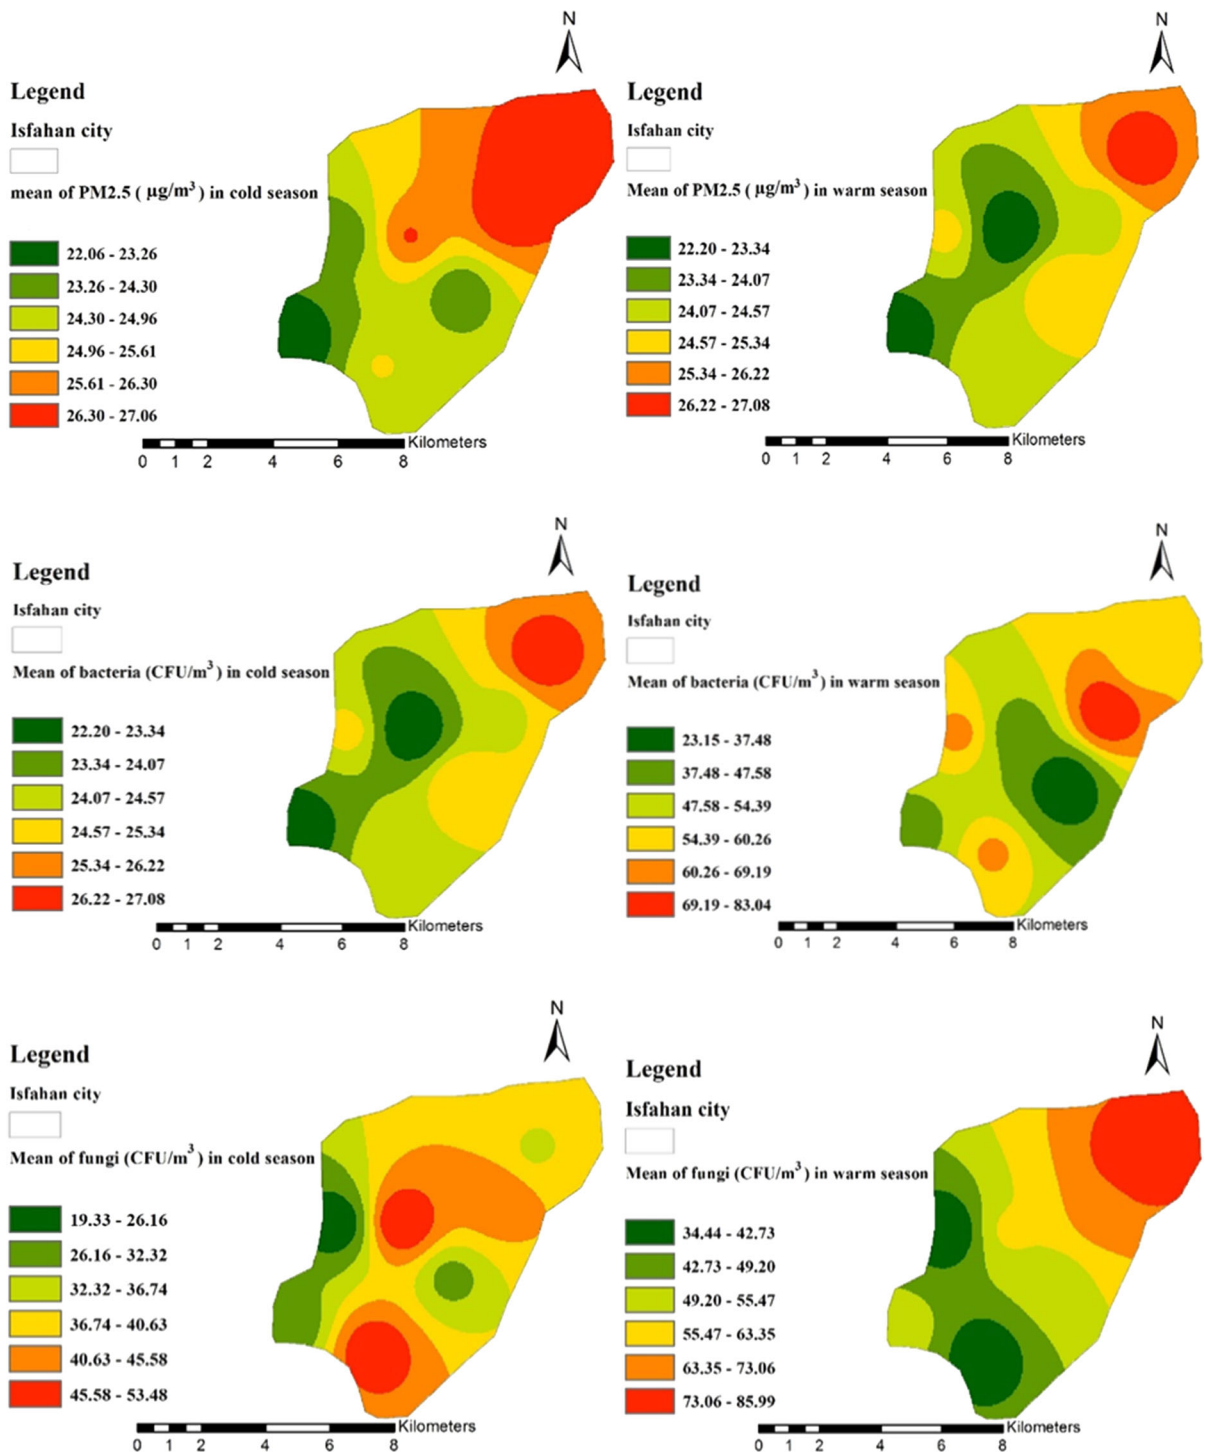 N
Legend
Isfahan city
mean of PM2.5 ( µg/m³ ) in cold season
22.06 - 23.26
23.26 - 24.30
24.30 - 24.96
24.96 - 25.61
25.61 - 26.30
26.30 - 27.06
Kilometers
0 1 2 4 6 8
N
Legend
Isfahan city
Mean of PM2.5 ( µg/m³ ) in warm season
22.20 - 23.34
23.34 - 24.07
24.07 - 24.57
24.57 - 25.34
25.34 - 26.22
26.22 - 27.08
Kilometers
0 1 2 4 6 8
N
Legend
Isfahan city
Mean of bacteria (CFU/m³ ) in cold season
22.20 - 23.34
23.34 - 24.07
24.07 - 24.57
24.57 - 25.34
25.34 - 26.22
26.22 - 27.08
Kilometers
0 1 2 4 6 8
N
Legend
Isfahan city
Mean of bacteria (CFU/m³ ) in warm season
23.15 - 37.48
37.48 - 47.58
47.58 - 54.39
54.39 - 60.26
60.26 - 69.19
69.19 - 83.04
Kilometers
0 1 2 4 6 8
N
Legend
Isfahan city
Mean of fungi (CFU/m³ ) in cold season
19.33 - 26.16
26.16 - 32.32
32.32 - 36.74
36.74 - 40.63
40.63 - 45.58
45.58 - 53.48
Kilometers
0 1 2 4 6 8
N
Legend
Isfahan city
Mean of fungi (CFU/m³ ) in warm season
34.44 - 42.73
42.73 - 49.20
49.20 - 55.47
55.47 - 63.35
63.35 - 73.06
73.06 - 85.99
Kilometers
0 1 2 4 6 8